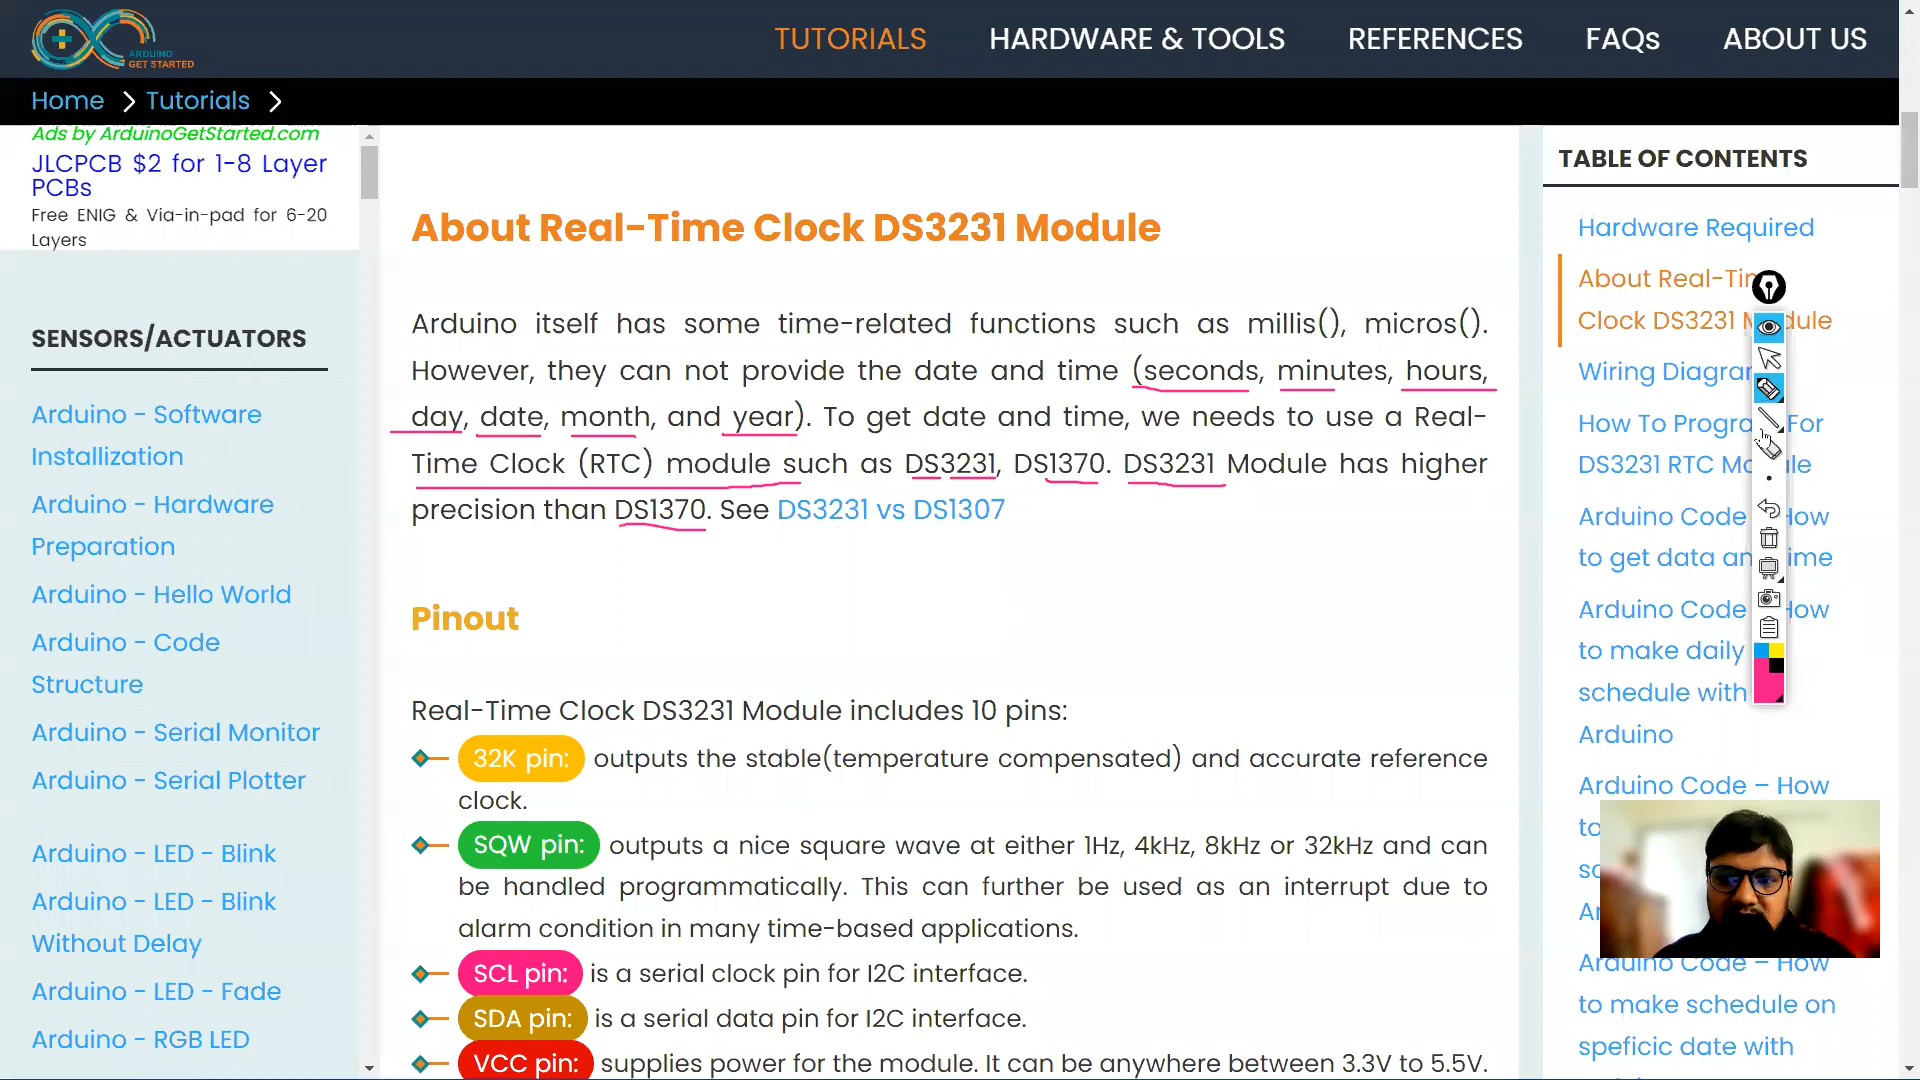 ARDUINO
GET STARTED
TUTORIALS
HARDWARE & TOOLS
REFERENCES
FAQs
ABOUT US
Home
Tutorials
Ads by ArduinoGetStarted.com
JLCPCB $2 for 1-8 Layer
PCBs
Free ENIG & Via-in-pad for 6-20
Layers
SENSORS/ACTUATORS
Arduino - Software
Installization
Arduino - Hardware
Preparation
Arduino - Hello World
Arduino - Code
Structure
Arduino - Serial Monitor
Arduino - Serial Plotter
Arduino - LED - Blink
Arduino - LED - Blink
Without Delay
Arduino - LED - Fade
Arduino - RGB LED
About Real-Time Clock DS3231 Module
Arduino itself has some time-related functions such as millis(), micros().
However, they can not provide the date and time (seconds, minutes, hours,
day, date, month, and year). To get date and time, we needs to use a Real-
Time Clock (RTC) module such as DS3231, DS1370. DS3231 Module has higher
precision than DS1370. See DS3231 vs DS1307
Pinout
Real-Time Clock DS3231 Module includes 10 pins:
32K pin: outputs the stable(temperature compensated) and accurate reference
clock.
SQW pin: outputs a nice square wave at either 1Hz, 4kHz, 8kHz or 32kHz and can
be handled programmatically. This can further be used as an interrupt due to
alarm condition in many time-based applications.
SCL pin: is a serial clock pin for I2C interface.
SDA pin: is a serial data pin for I2C interface.
VCC pin: supplies power for the module. It can be anywhere between 3.3V to 5.5V.
TABLE OF CONTENTS
Hardware Required
About Real-Ti
Clock DS3231 M dule
Wiring Diagra
How To Progra For
DS3231 RTC Mo le
Arduino Code How
to get data an ime
Arduino Code How
to make daily
schedule with
Arduino
Arduino Code – How
to
Arduino Code – How
to make schedule on
speficic date with